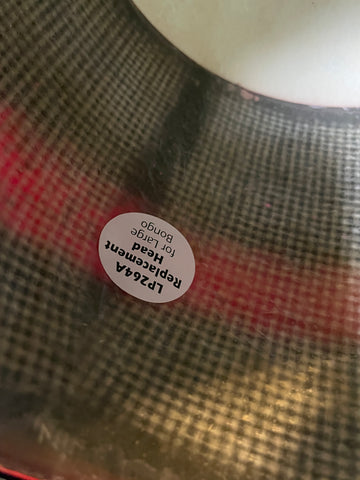 LP264A
Replacement
Head
for Large
Bongo